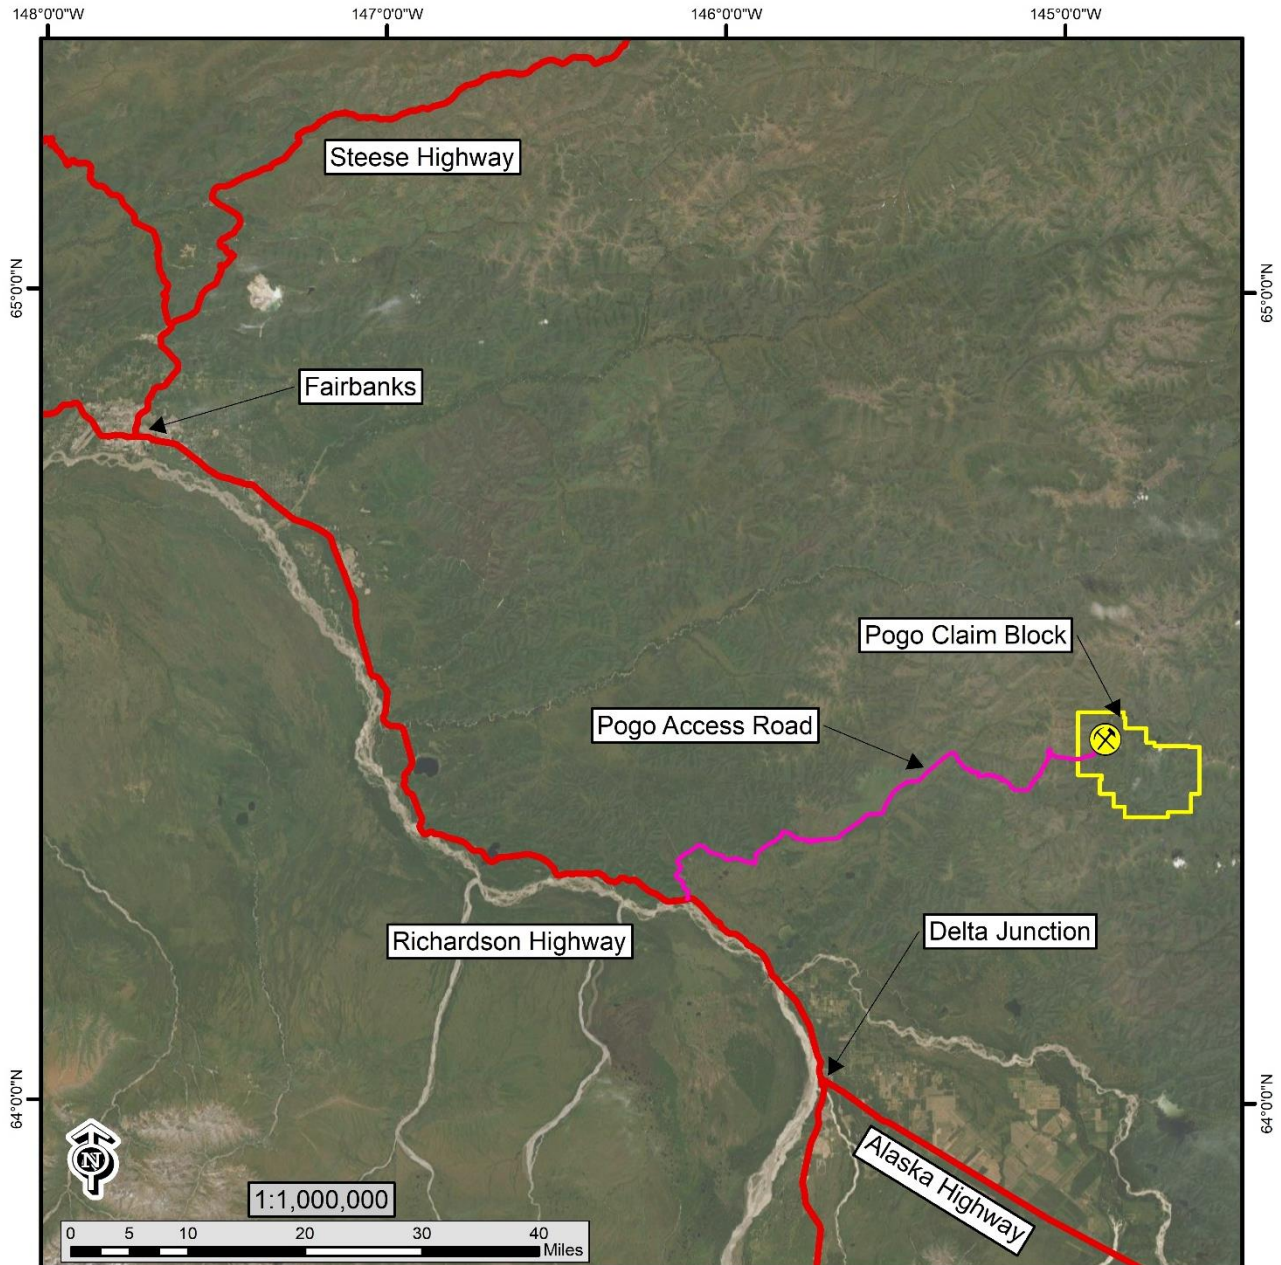 148°0'0"W
147°0'0"W
146°0'0"W
145°0'0"W
Steese Highway
65°0'0"N
65°0'0"N
Fairbanks
Pogo Claim Block
Pogo Access Road
Delta Junction
Richardson Highway
64°0'0"N
64°0'0"N
Alaska Highway
N
1:1,000,000
0 5 10 20 30 40
Miles